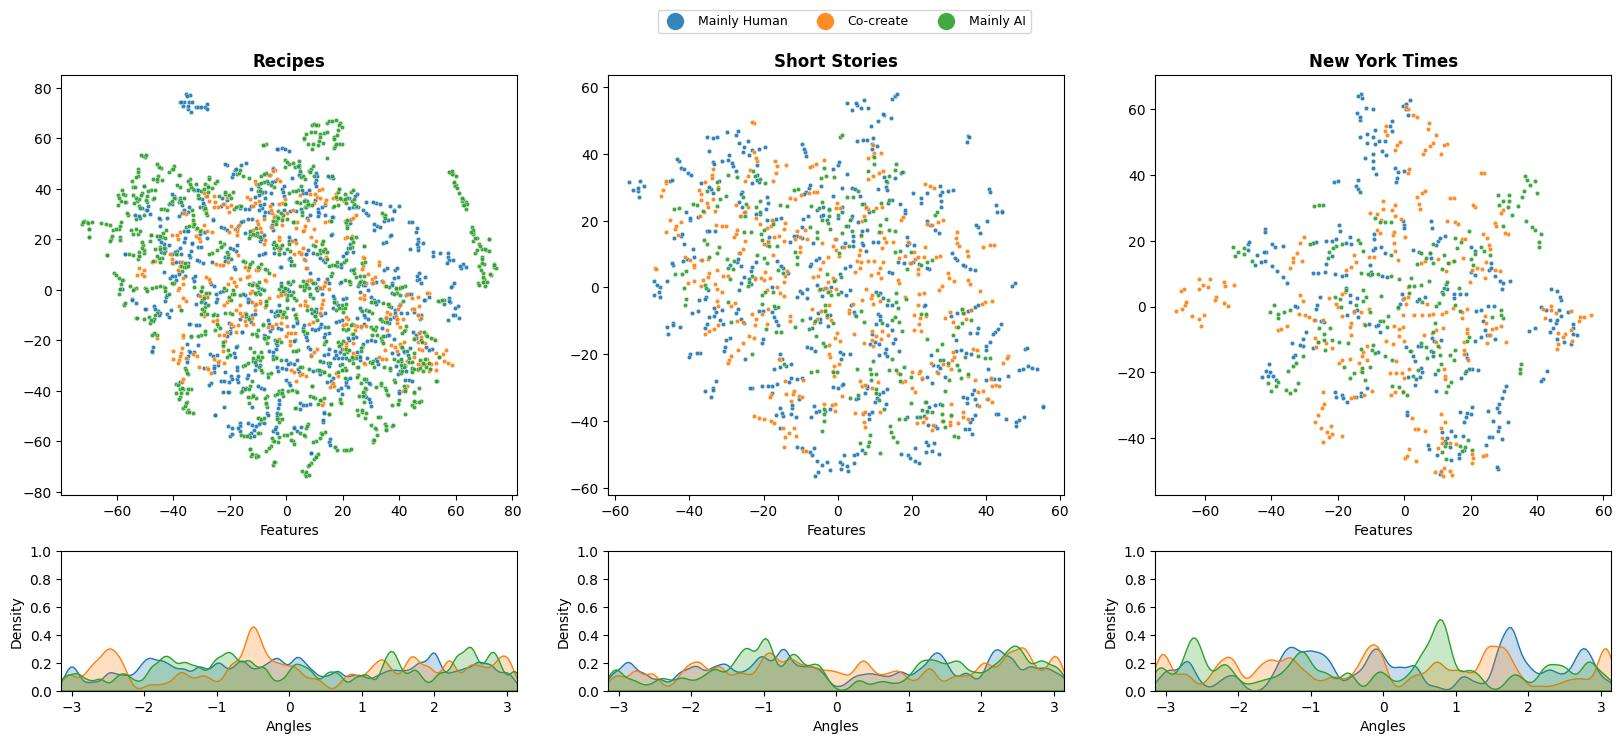 Mainly Human Co-create Mainly AI
Recipes
80
60
40
20
0
−20
−40
−60
−80
−60 −40 −20 0 20 40 60 80
Features
Short Stories
60
40
20
0
−20
−40
−60
−60 −40 −20 0 20 40 60
Features
New York Times
60
40
20
0
−20
−40
−60 −40 −20 0 20 40 60
Features
Density
1.0
0.8
0.6
0.4
0.2
0.0
−3 −2 −1 0 1 2 3
Angles
Density
1.0
0.8
0.6
0.4
0.2
0.0
−3 −2 −1 0 1 2 3
Angles
Density
1.0
0.8
0.6
0.4
0.2
0.0
−3 −2 −1 0 1 2 3
Angles